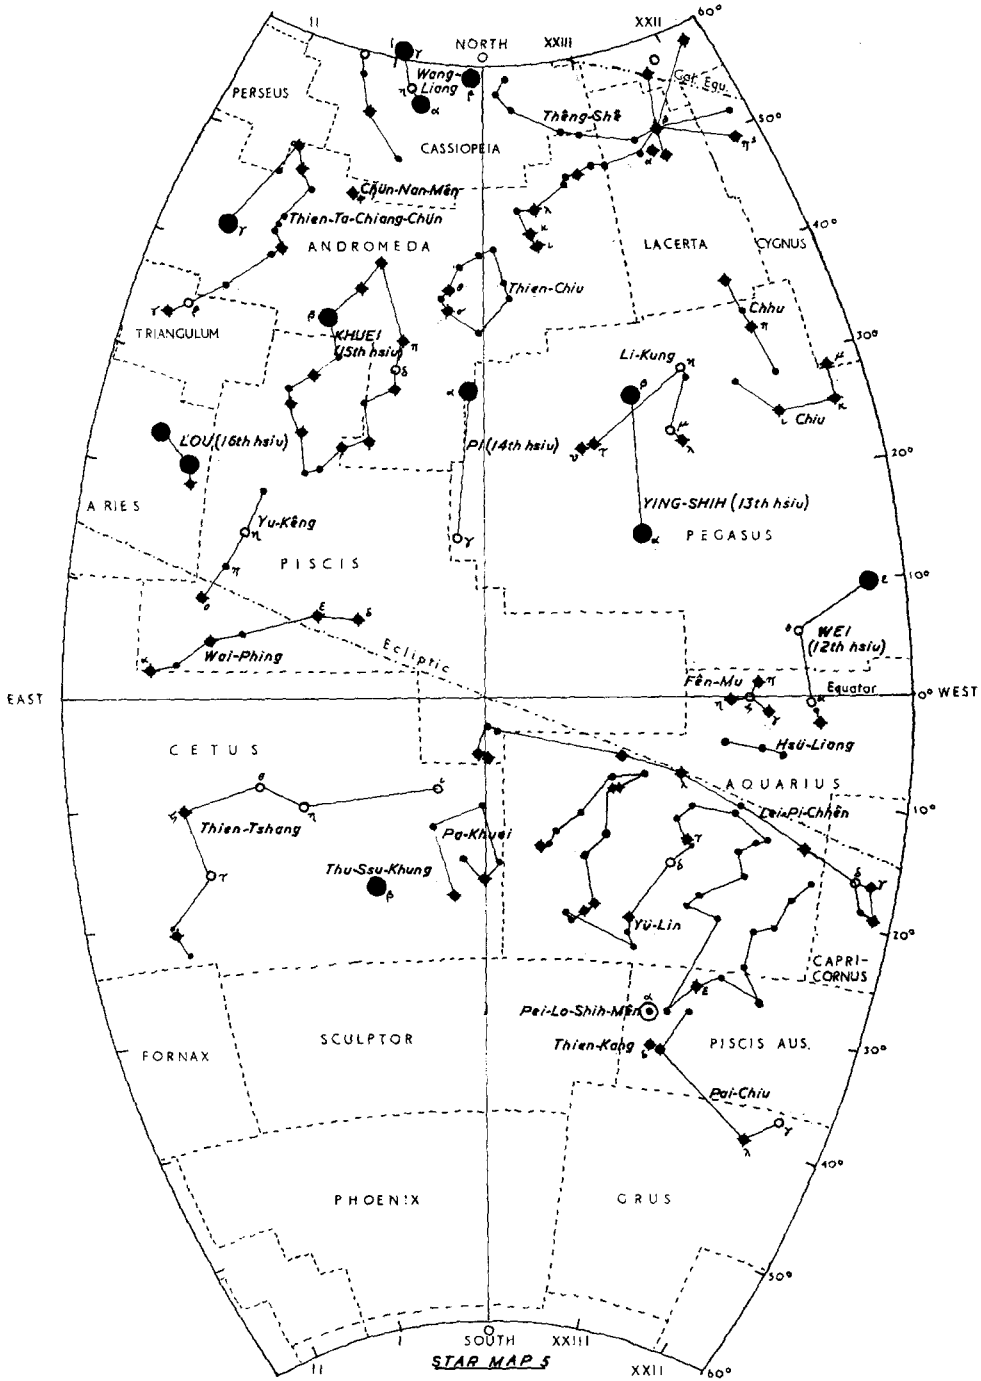 II
NORTH
XXIII
XXII
60°
γ
Wang-
Liang
η
α
β
Gal. Equ.
PERSEUS
Thêng-Shê
β
50°
π²
α
CASSIOPEIA
Chün-Nan-Mên
φ
λ
κ
ι
γ
Thien-Ta-Chiang-Chün
ANDROMEDA
LACERTA
CYGNUS
40°
θ
σ
Thien-Chiu
Chhu
π
γ
β
TRIANGULUM
β
KHUEI
(15th hsiu)
π
δ
30°
Li-Kung
η
μ
β
α
Chiu
ι
κ
L'OU (16th hsiu)
PI (14th hsiu)
υ
τ
μ
λ
20°
ARIES
Yu-Kêng
η
YING-SHIH (13th hsiu)
γ
α
PEGASUS
PISCIS
π
ο
10°
ε
ε
δ
Ecliptic
θ
WEI
(12th hsiu)
Wai-Phing
α
Fên-Mu
π
η
ζ
γ
Equator
α
EAST
0° WEST
Hsü-Liang
CETUS
AQUARIUS
λ
θ
η
ι
ζ
Thien-Tshang
Pa-Khuei
Lei-Pi-Chhên
10°
γ
δ
τ
Thu-Ssu-Khung
β
δ
γ
Yü-Lin
20°
CAPRI-
CORNUS
ε
α
Pei-Lo-Shih-Mên
SCULPTOR
Thien-Kang
PISCIS AUS.
FORNAX
30°
Pai-Chiu
γ
λ
40°
PHOENIX
GRUS
50°
SOUTH
I
XXIII
II
XXII
60°
STAR MAP 5